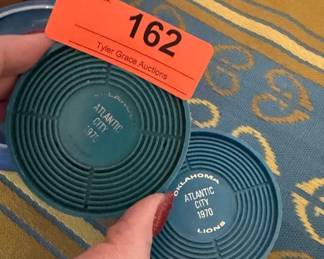 162
Tyler Grace Auctions
ATLANTIC
CITY
1970
OKLAHOMA
ATLANTIC
CITY
1970
LIONS